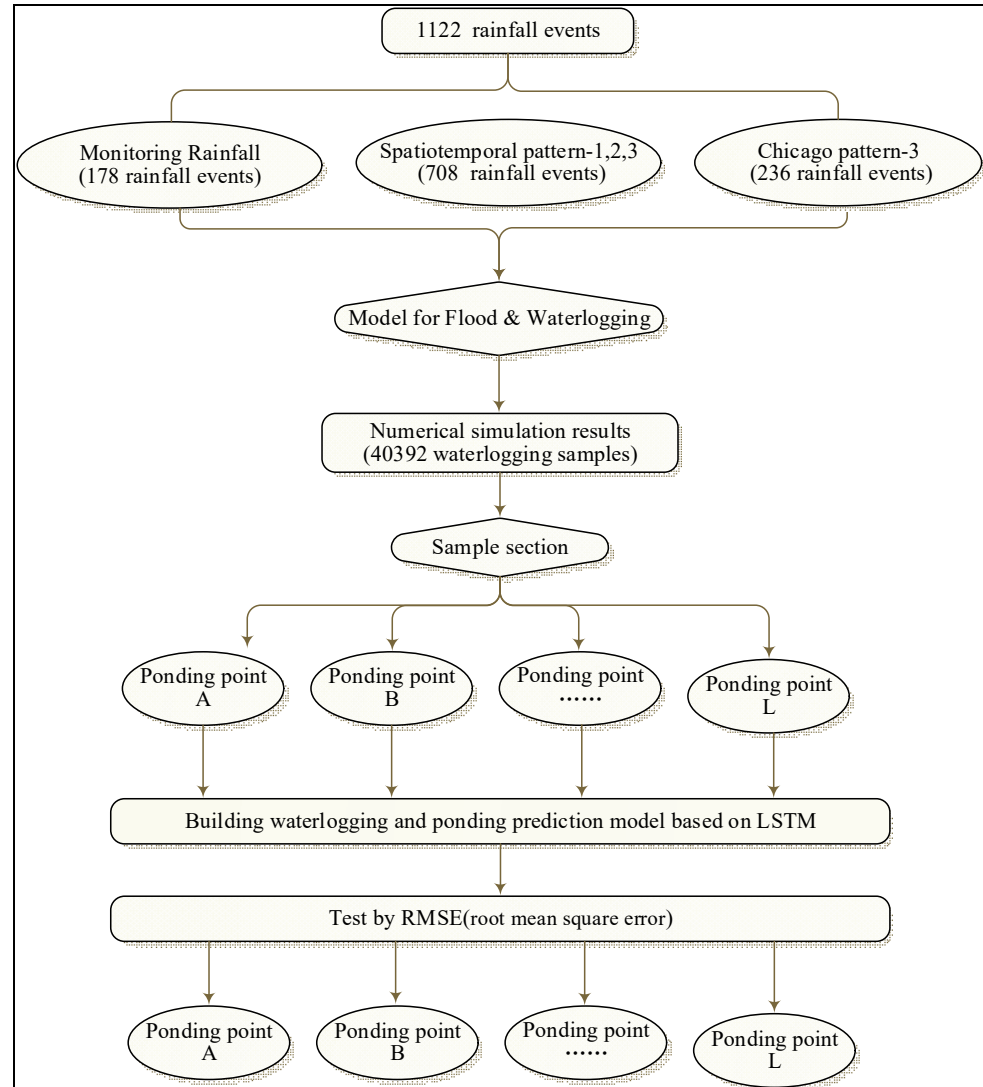 1122 rainfall events
Monitoring Rainfall
(178 rainfall events)
Spatiotemporal pattern-1,2,3
(708 rainfall events)
Chicago pattern-3
(236 rainfall events)
Model for Flood & Waterlogging
Numerical simulation results
(40392 waterlogging samples)
Sample section
Ponding point
A
Ponding point
B
Ponding point
······
Ponding point
L
Building waterlogging and ponding prediction model based on LSTM
Test by RMSE(root mean square error)
Ponding point
A
Ponding point
B
Ponding point
······
Ponding point
L